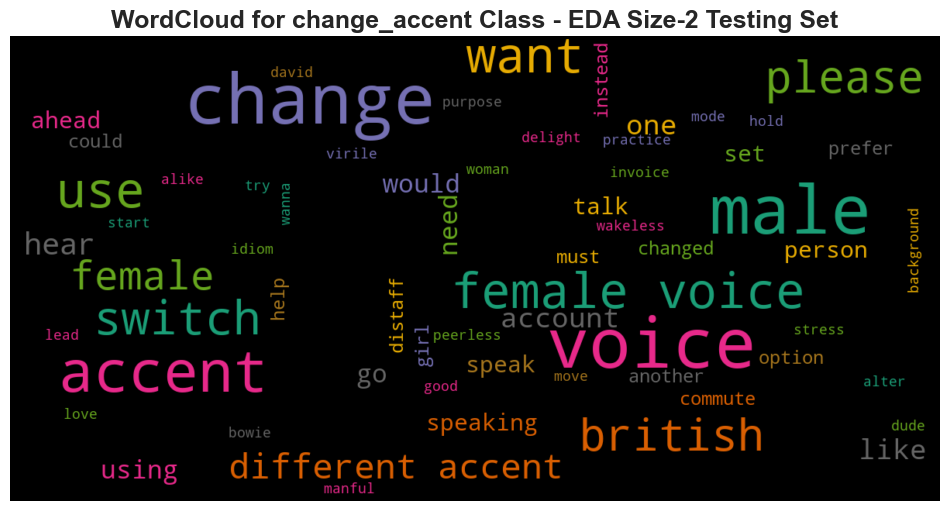 WordCloud for change_accent Class - EDA Size-2 Testing Set
want
instead
david
change
purpose
please
ahead
could
delight
one
mode
hold
practice
virile
set
prefer
use
alike
try
wanna
would
woman
invoice
male
start
need
talk
wakeless
hear
idiom
must
changed
person
background
female
help
distaff
female voice
switch
account
lead
girl
peerless
voice
stress
accent
go
speak
move
another
option
good
alter
love
commute
bowie
speaking
british
dude
like
using
different accent
manful